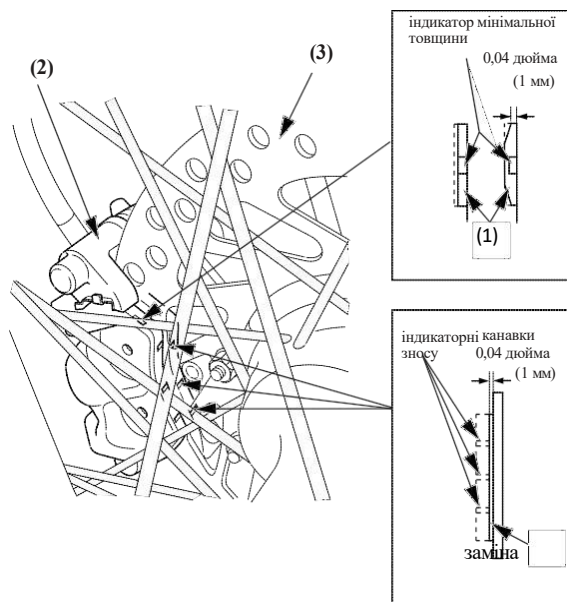 (2)
(3)
індикатор мінімальної
товщини
0,04 дюйма
(1 мм)
(1)
індикаторні канавки
зносу 0,04 дюйма
(1 мм)
заміна